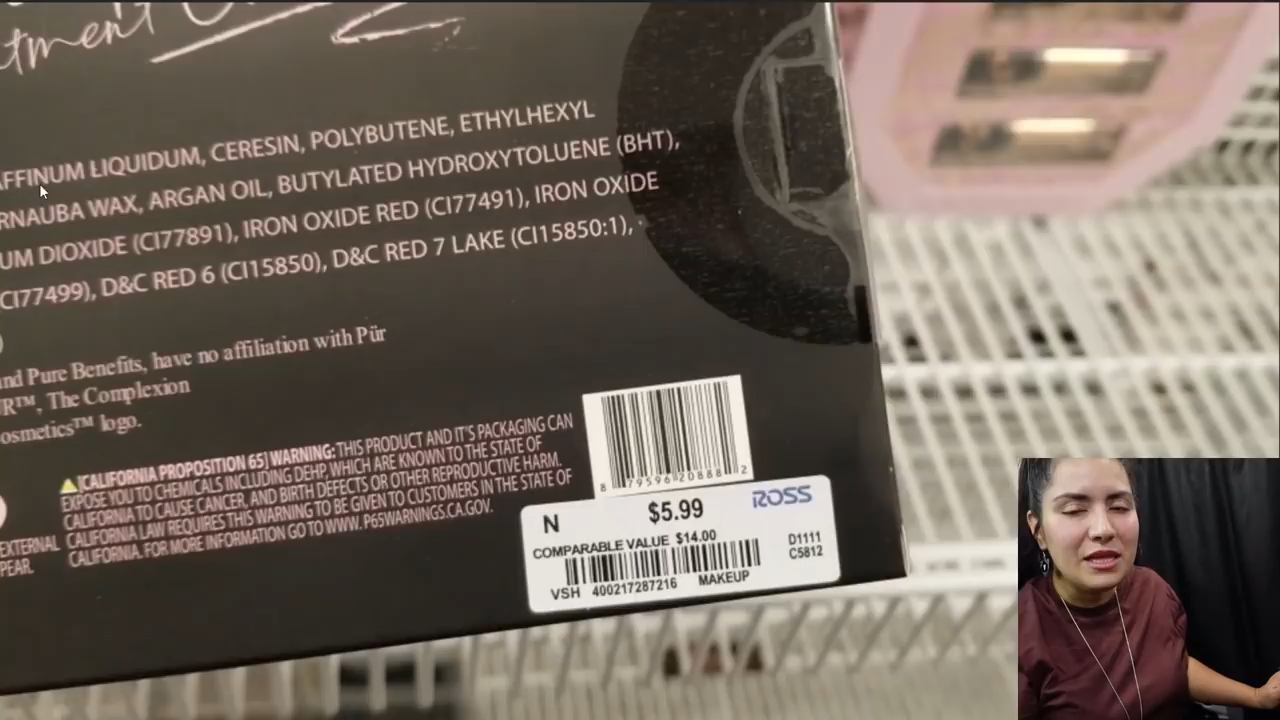 AFFINUM LIQUIDUM, CERESIN, POLYBUTENE, ETHYLHEXYL
RNAUBA WAX, ARGAN OIL, BUTYLATED HYDROXYTOLUENE (BHT),
UM DIOXIDE (CI77891), IRON OXIDE RED (CI77491), IRON OXIDE
CI77499), D&C RED 6 (CI15850), D&C RED 7 LAKE (CI15850:1),
nd Pure Benefits, have no affiliation with Pür
R™, The Complexion
osmetics™ logo.
[CALIFORNIA PROPOSITION 65] WARNING: THIS PRODUCT AND IT'S PACKAGING CAN
EXPOSE YOU TO CHEMICALS INCLUDING DEHP, WHICH ARE KNOWN TO THE STATE OF
CALIFORNIA TO CAUSE CANCER, AND BIRTH DEFECTS OR OTHER REPRODUCTIVE HARM.
CALIFORNIA LAW REQUIRES THIS WARNING TO BE GIVEN TO CUSTOMERS IN THE STATE OF
CALIFORNIA. FOR MORE INFORMATION GO TO WWW. P65WARNINGS.CA.GOV.
EXTERNAL
PEAR.
8 79596 20888 2
N $5.99 ROSS
COMPARABLE VALUE $14.00
D1111
C5812
VSH 400217287216 MAKEUP